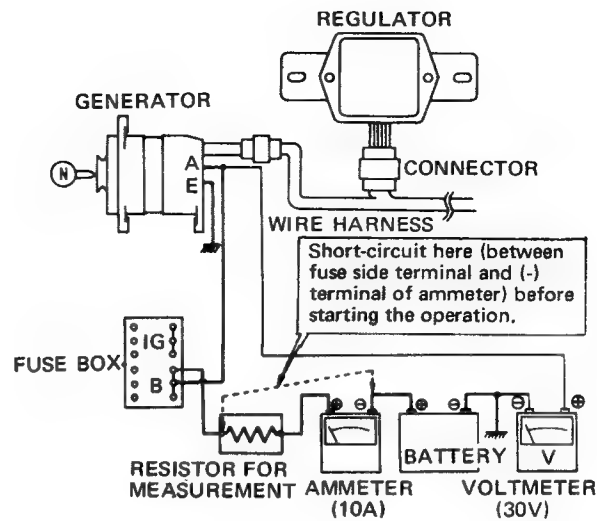 REGULATOR
GENERATOR
N
A
E
CONNECTOR
WIRE HARNESS
Short-circuit here (between
fuse side terminal and (-)
terminal of ammeter) before
starting the operation.
IG
FUSE BOX
B
⊕ ⊖ ⊕ ⊖ ⊖ ⊕
BATTERY
V
RESISTOR FOR
MEASUREMENT
AMMETER
(10A)
VOLTMETER
(30V)